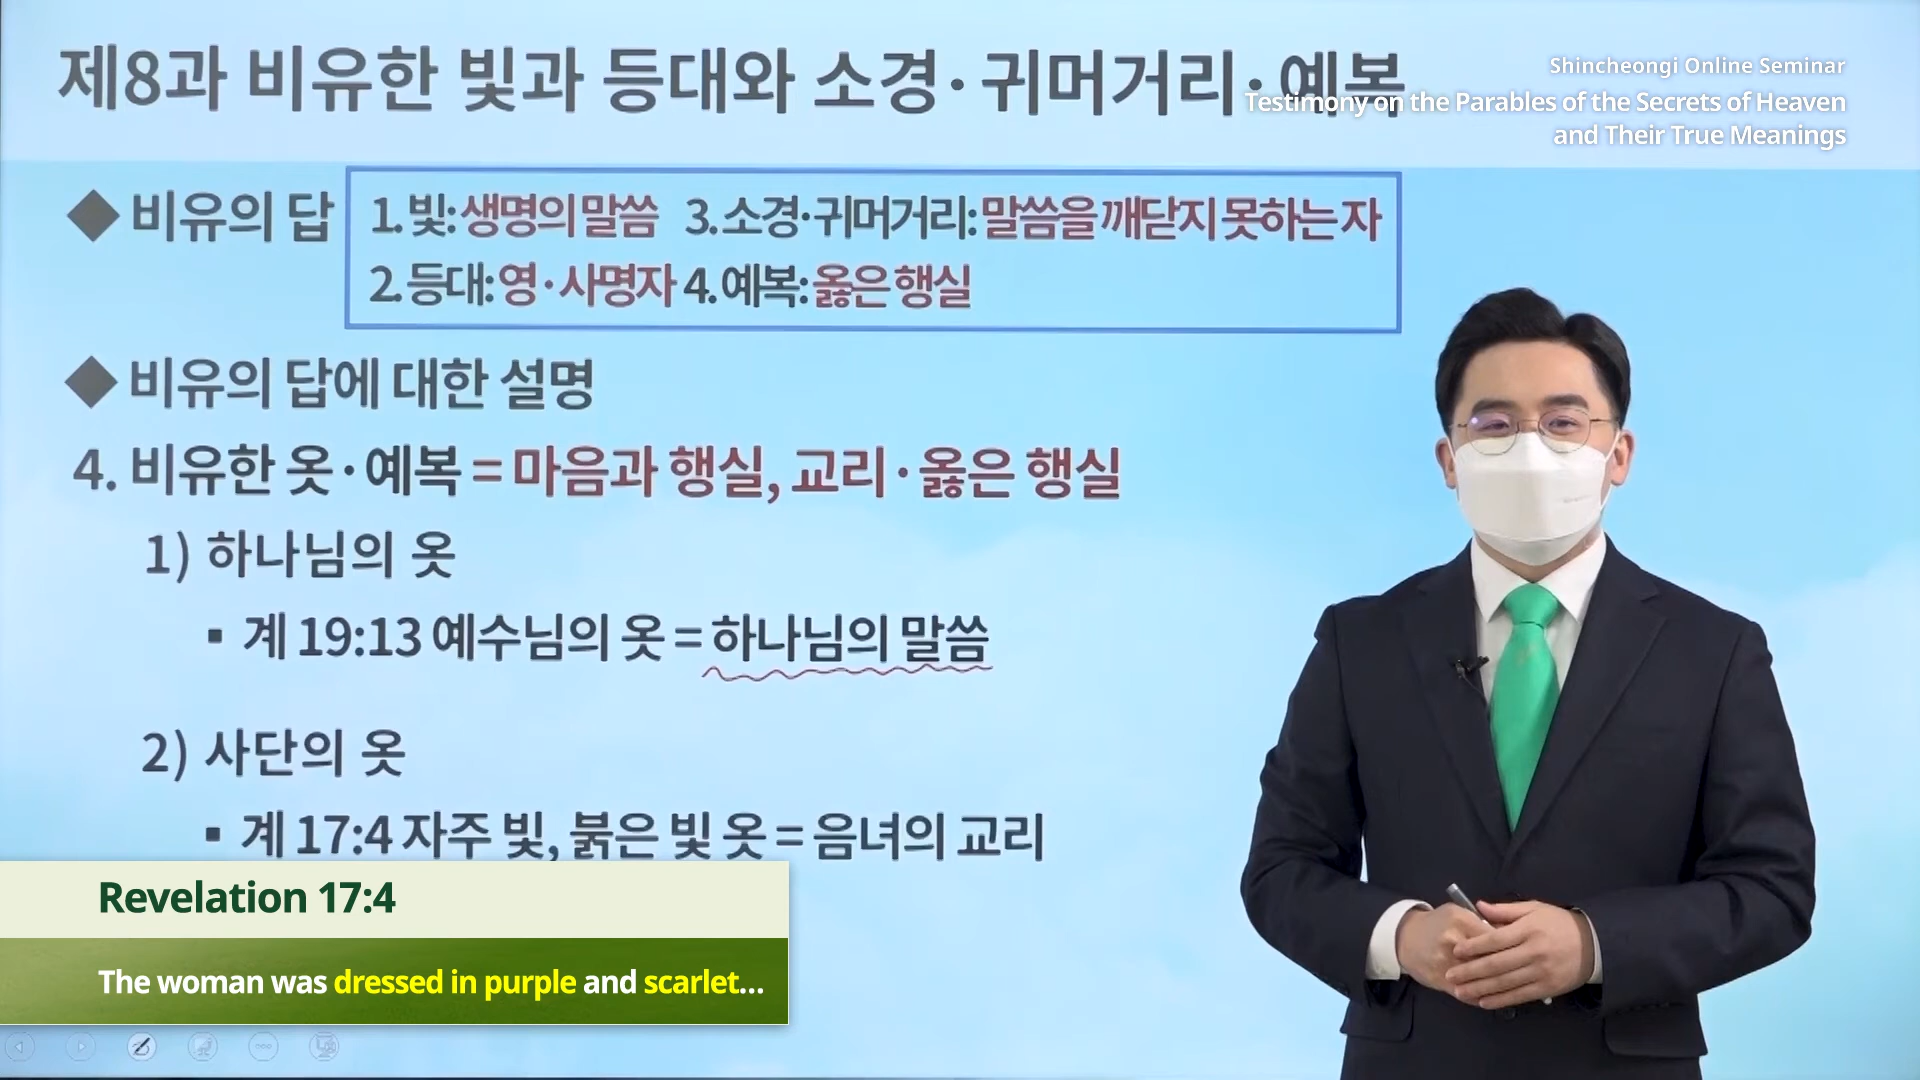 제8과 비유한 빛과 등대와 소경·귀머거리·예복
Shincheongi Online Seminar
Testimony on the Parables of the Secrets of Heaven
and Their True Meanings
◆ 비유의 답
1. 빛: 생명의 말씀 3. 소경·귀머거리: 말씀을 깨닫지 못하는 자
2. 등대: 영·사명자 4. 예복: 옳은 행실
◆ 비유의 답에 대한 설명
4. 비유한 옷·예복 = 마음과 행실, 교리·옳은 행실
1) 하나님의 옷
▪ 계 19:13 예수님의 옷 = 하나님의 말씀
2) 사단의 옷
▪ 계 17:4 자주 빛, 붉은 빛 옷 = 음녀의 교리
Revelation 17:4
The woman was dressed in purple and scarlet...